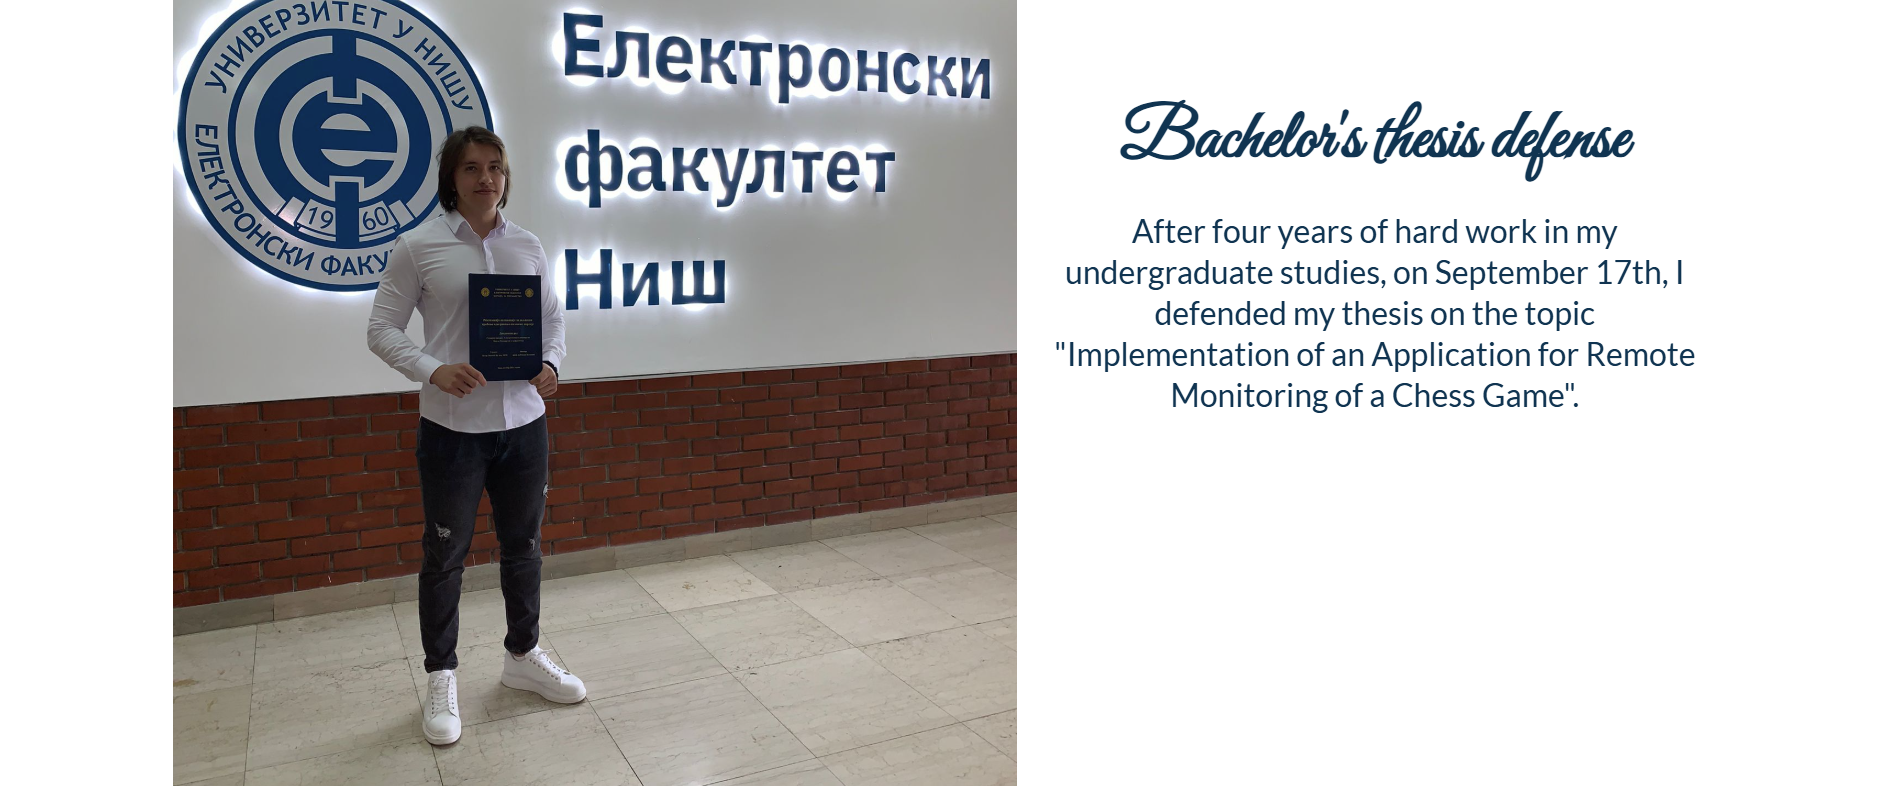 УНИВЕРЗИТЕТ У НИШУ
19 60
ЕЛЕКТРОНСКИ
Електронски
факултет
Ниш
Bachelor's thesis defense
After four years of hard work in my
undergraduate studies, on September 17th, I
defended my thesis on the topic
"Implementation of an Application for Remote
Monitoring of a Chess Game".